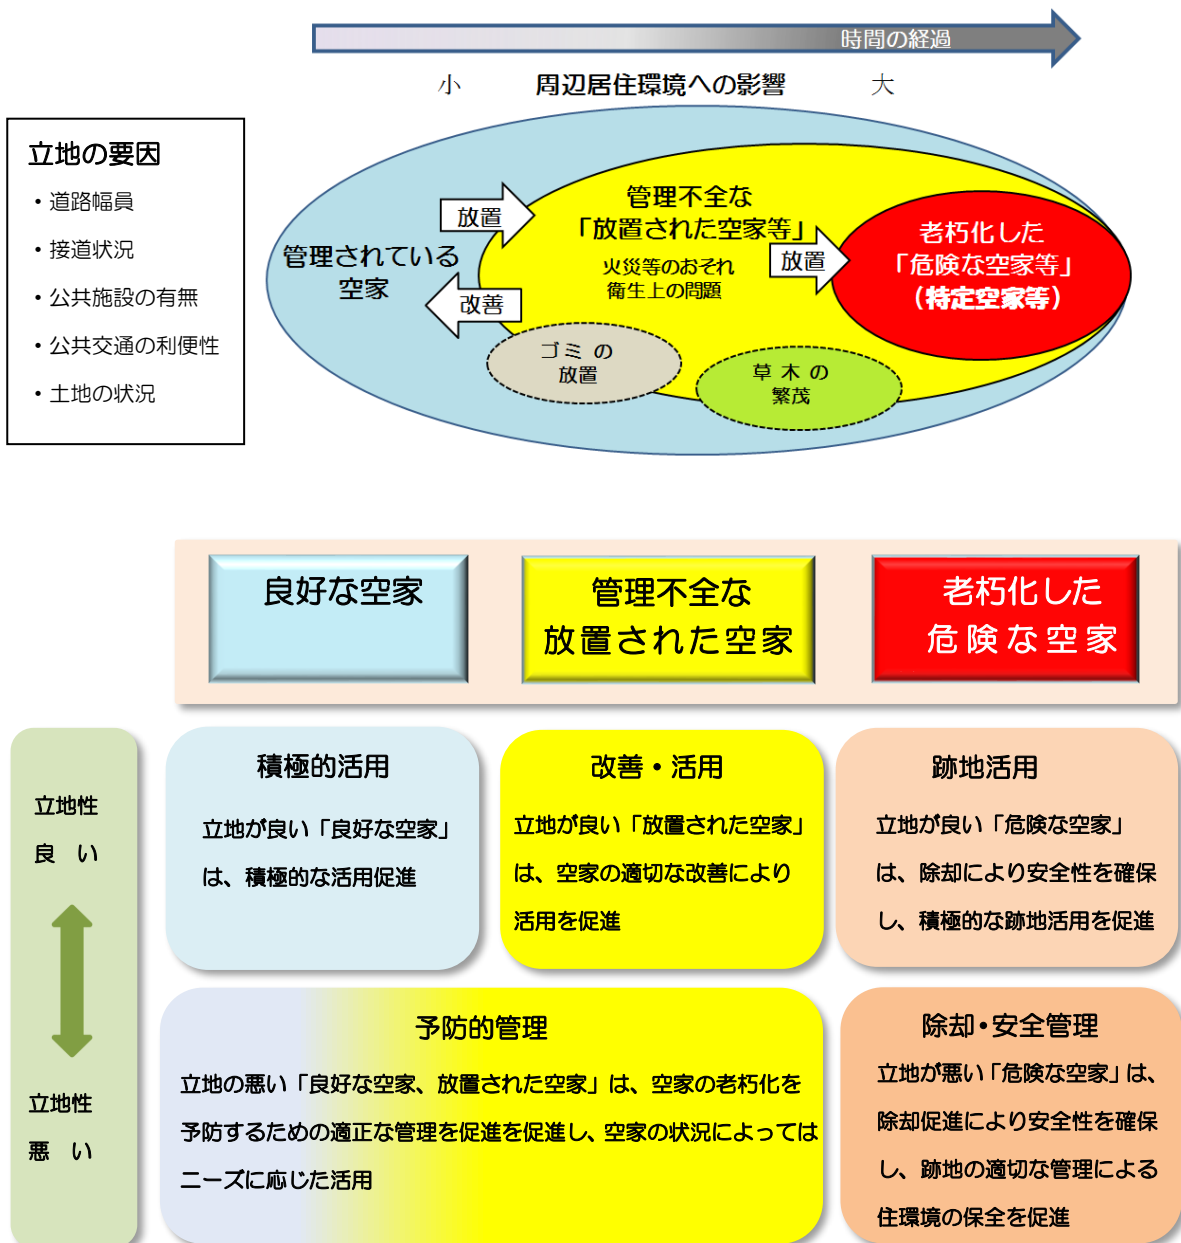 時間の経過
小 周辺居住環境への影響 大
立地の要因
・道路幅員
・接道状況
・公共施設の有無
・公共交通の利便性
・土地の状況
管理されている
空家
放置
改善
管理不全な
「放置された空家等」
火災等のおそれ
衛生上の問題
放置
老朽化した
「危険な空家等」
（特定空家等）
ゴミの
放置
草木の
繁茂
良好な空家
管理不全な
放置された空家
老朽化した
危険な空家
立地性
良い
積極的活用
立地が良い「良好な空家」
は、積極的な活用促進
改善・活用
立地が良い「放置された空家」
は、空家の適切な改善により
活用を促進
跡地活用
立地が良い「危険な空家」
は、除却により安全性を確保
し、積極的な跡地活用を促進
立地性
悪い
予防的管理
立地の悪い「良好な空家、放置された空家」は、空家の老朽化を
予防するための適正な管理を促進を促進し、空家の状況によっては
ニーズに応じた活用
除却・安全管理
立地が悪い「危険な空家」は、
除却促進により安全性を確保
し、跡地の適切な管理による
住環境の保全を促進